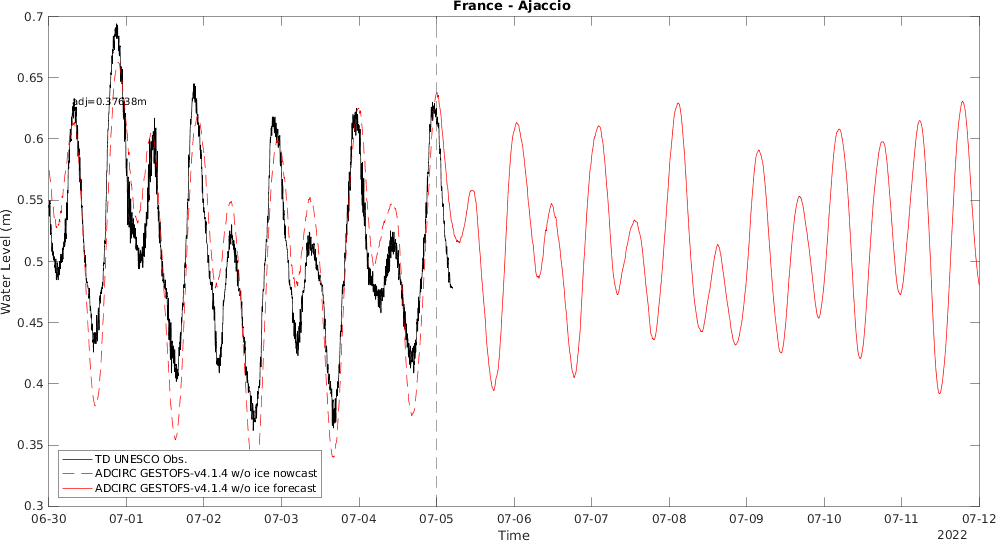 France - Ajaccio
0.7
0.65
0.6
0.55
0.5
0.45
0.4
0.35
0.3
Water Level (m)
adj=0.37638m
TD UNESCO Obs.
ADCIRC GESTOFS-v4.1.4 w/o ice nowcast
ADCIRC GESTOFS-v4.1.4 w/o ice forecast
06-30 07-01 07-02 07-03 07-04 07-05 07-06 07-07 07-08 07-09 07-10 07-11 07-12
Time
2022